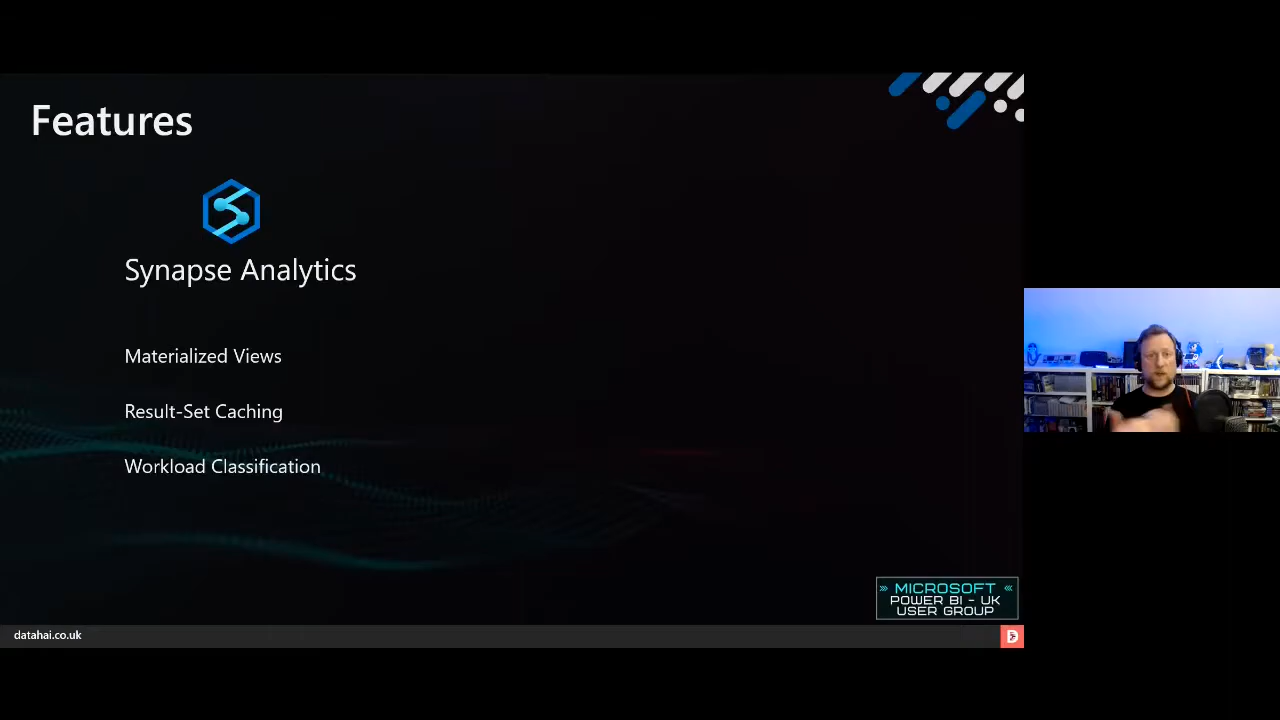 Features
Synapse Analytics
Materialized Views
Result-Set Caching
Workload Classification
MICROSOFT
POWER BI - UK
USER GROUP
datahai.co.uk